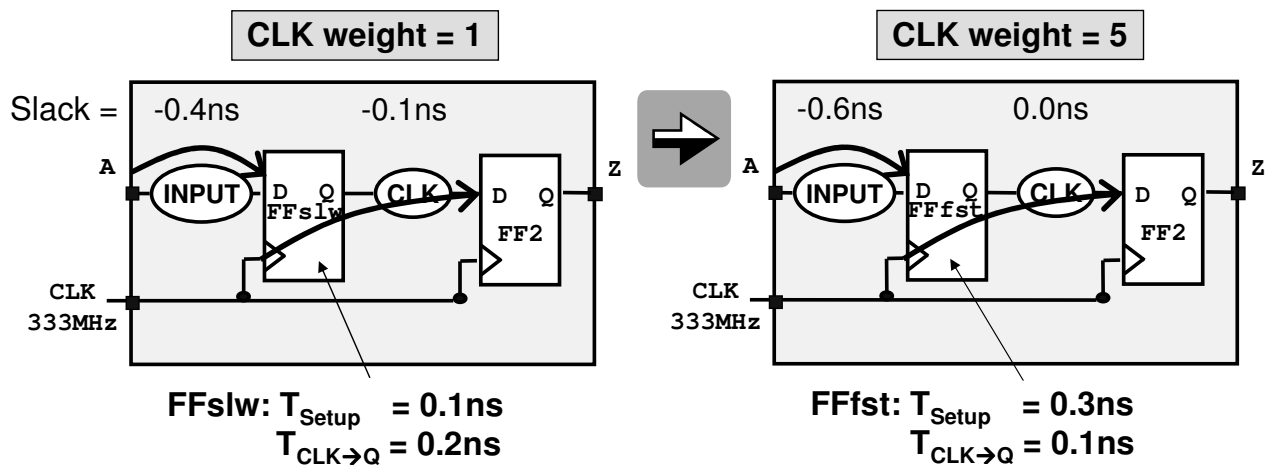 CLK weight = 1
Slack = -0.4ns -0.1ns
A
INPUT
D Q
FFslw
CLK
D Q
FF2
Z
CLK
333MHz
FFslw: TSetup = 0.1ns
TCLK→Q = 0.2ns
CLK weight = 5
-0.6ns 0.0ns
A
INPUT
D Q
FFfst
CLK
D Q
FF2
Z
CLK
333MHz
FFfst: TSetup = 0.3ns
TCLK→Q = 0.1ns